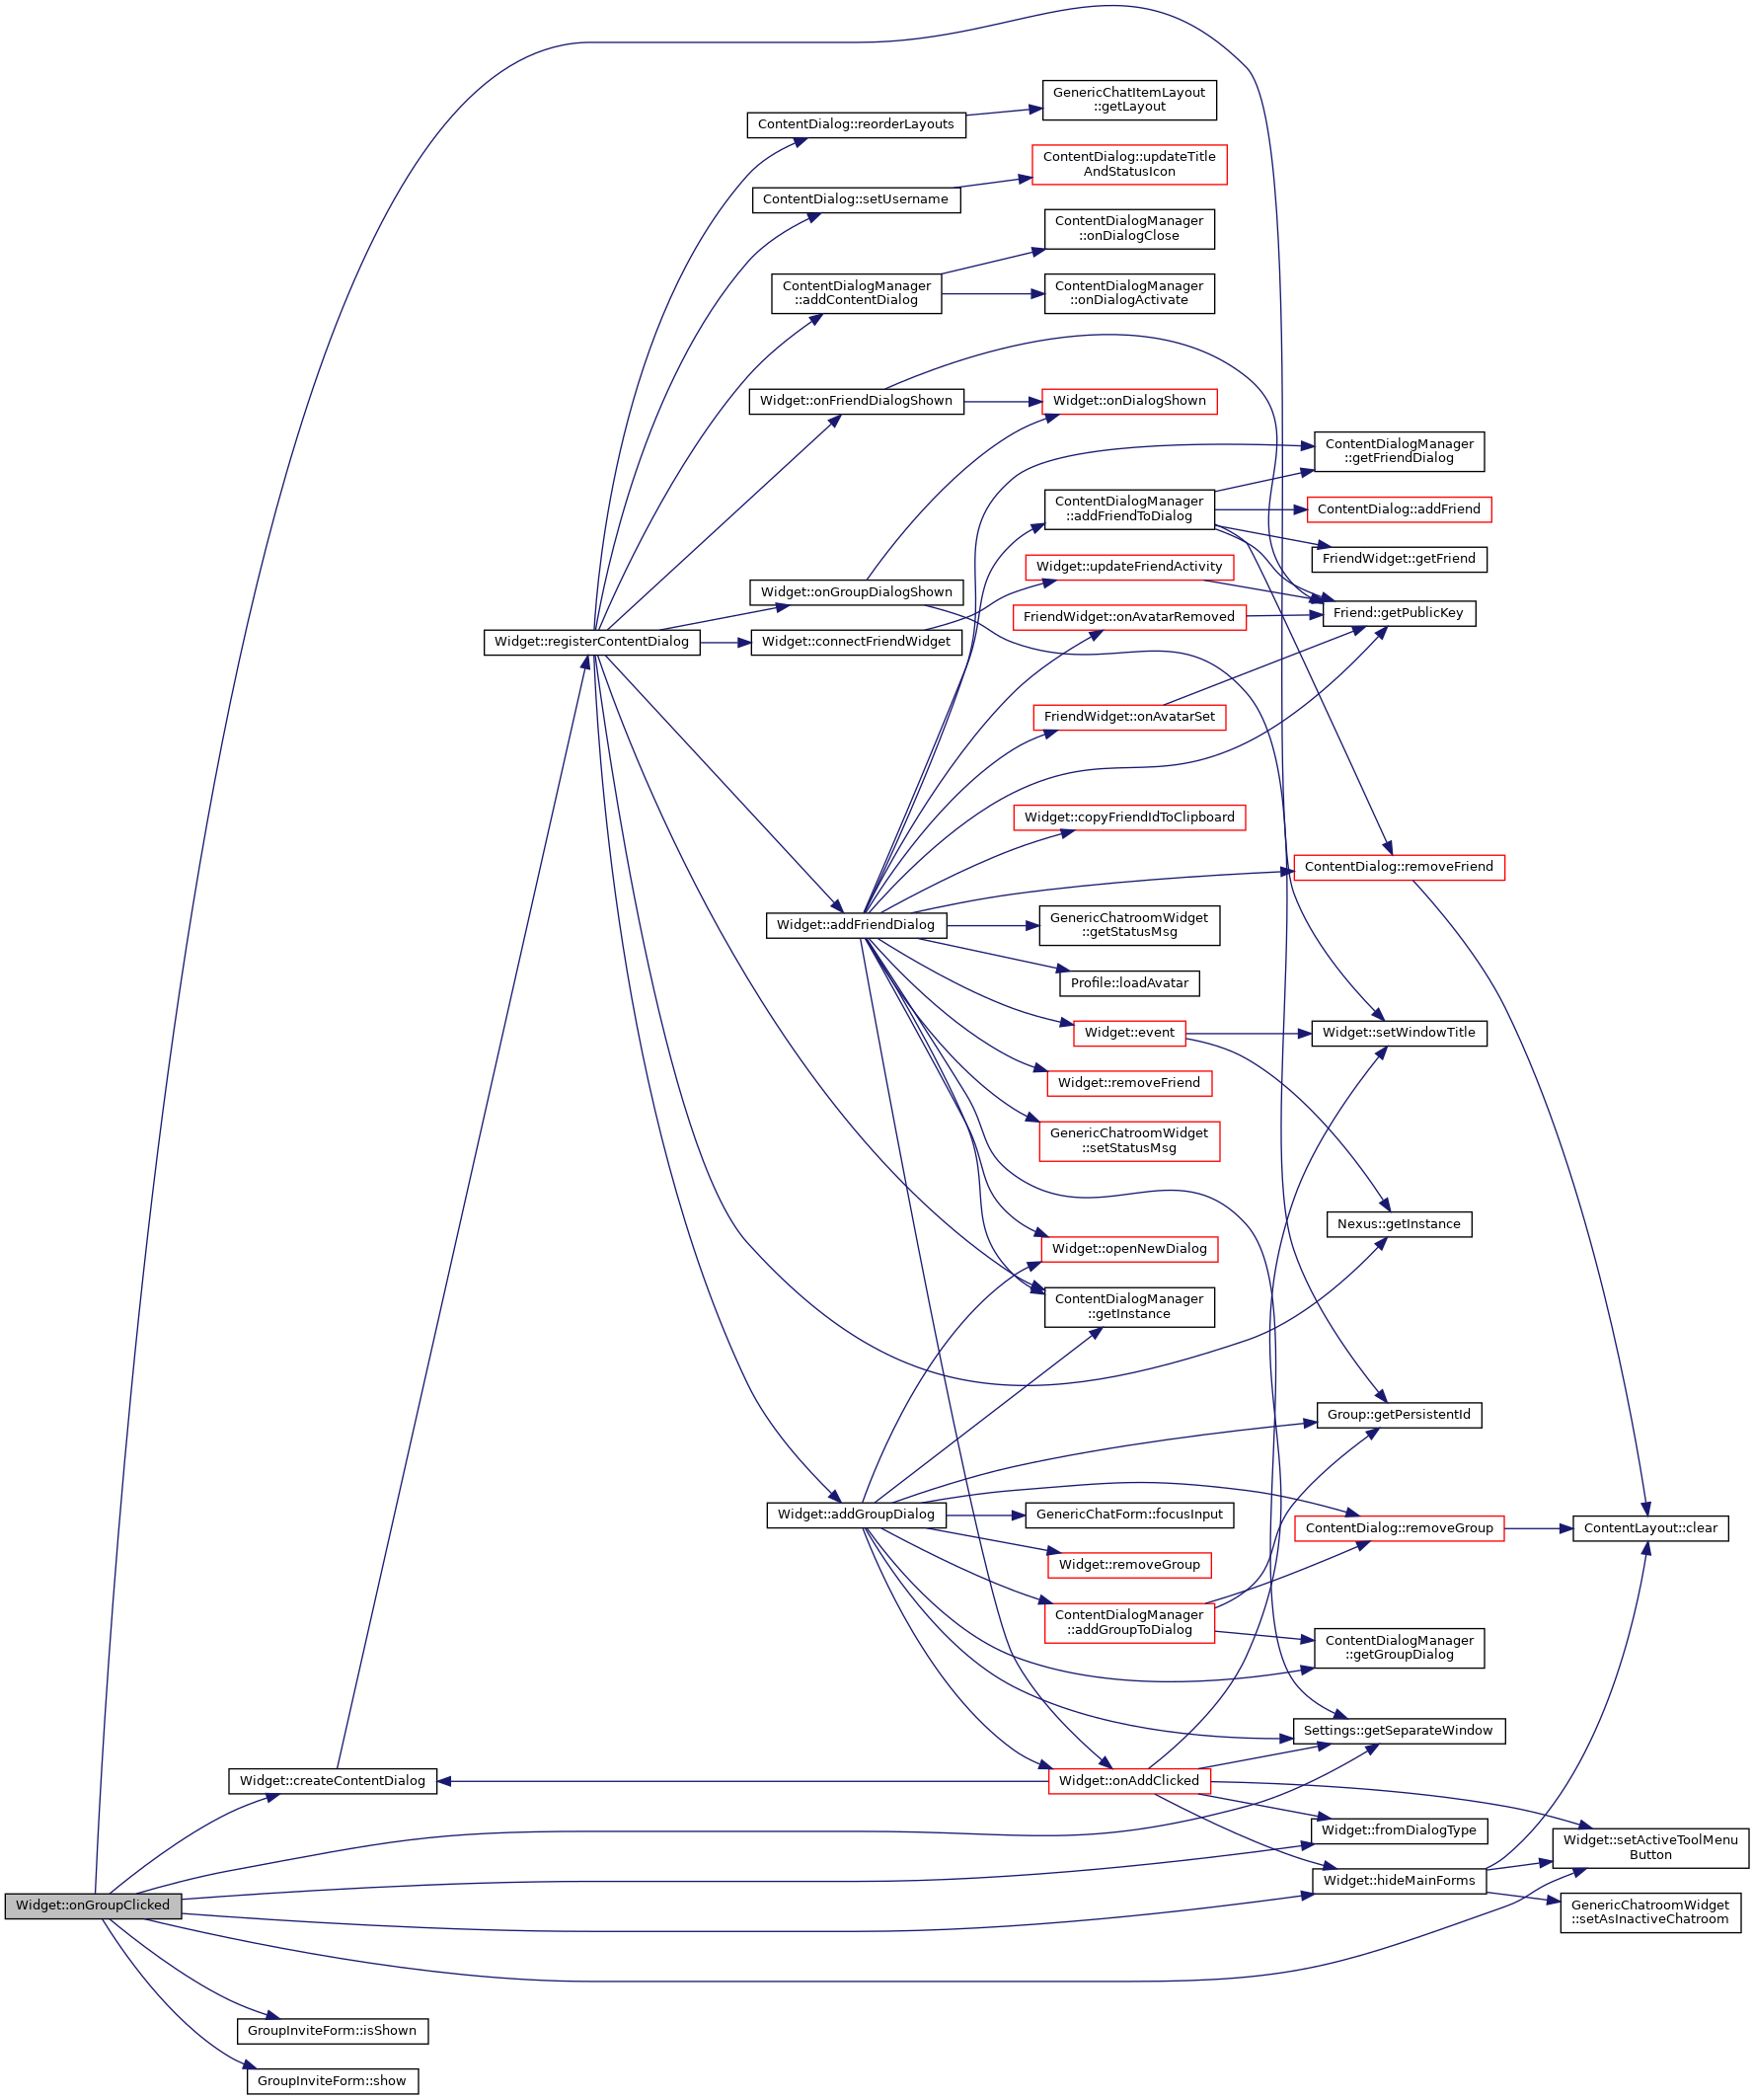 GenericChatItemLayout
::getLayout
ContentDialog::reorderLayouts
ContentDialog::updateTitle
AndStatusIcon
ContentDialog::setUsername
ContentDialogManager
::onDialogClose
ContentDialogManager
::addContentDialog
ContentDialogManager
::onDialogActivate
Widget::onFriendDialogShown
Widget::onDialogShown
ContentDialogManager
::getFriendDialog
ContentDialogManager
::addFriendToDialog
ContentDialog::addFriend
FriendWidget::getFriend
Widget::updateFriendActivity
Widget::onGroupDialogShown
Friend::getPublicKey
FriendWidget::onAvatarRemoved
Widget::registerContentDialog
Widget::connectFriendWidget
FriendWidget::onAvatarSet
Widget::copyFriendIdToClipboard
ContentDialog::removeFriend
Widget::addFriendDialog
GenericChatroomWidget
::getStatusMsg
Profile::loadAvatar
Widget::event
Widget::setWindowTitle
Widget::removeFriend
GenericChatroomWidget
::setStatusMsg
Nexus::getInstance
Widget::openNewDialog
ContentDialogManager
::getInstance
Group::getPersistentId
Widget::addGroupDialog
GenericChatForm::focusInput
ContentDialog::removeGroup
ContentLayout::clear
Widget::removeGroup
ContentDialogManager
::addGroupToDialog
ContentDialogManager
::getGroupDialog
Settings::getSeparateWindow
Widget::createContentDialog
Widget::onAddClicked
Widget::fromDialogType
Widget::setActiveToolMenu
Button
Widget::hideMainForms
Widget::onGroupClicked
GenericChatroomWidget
::setAsInactiveChatroom
GroupInviteForm::isShown
GroupInviteForm::show